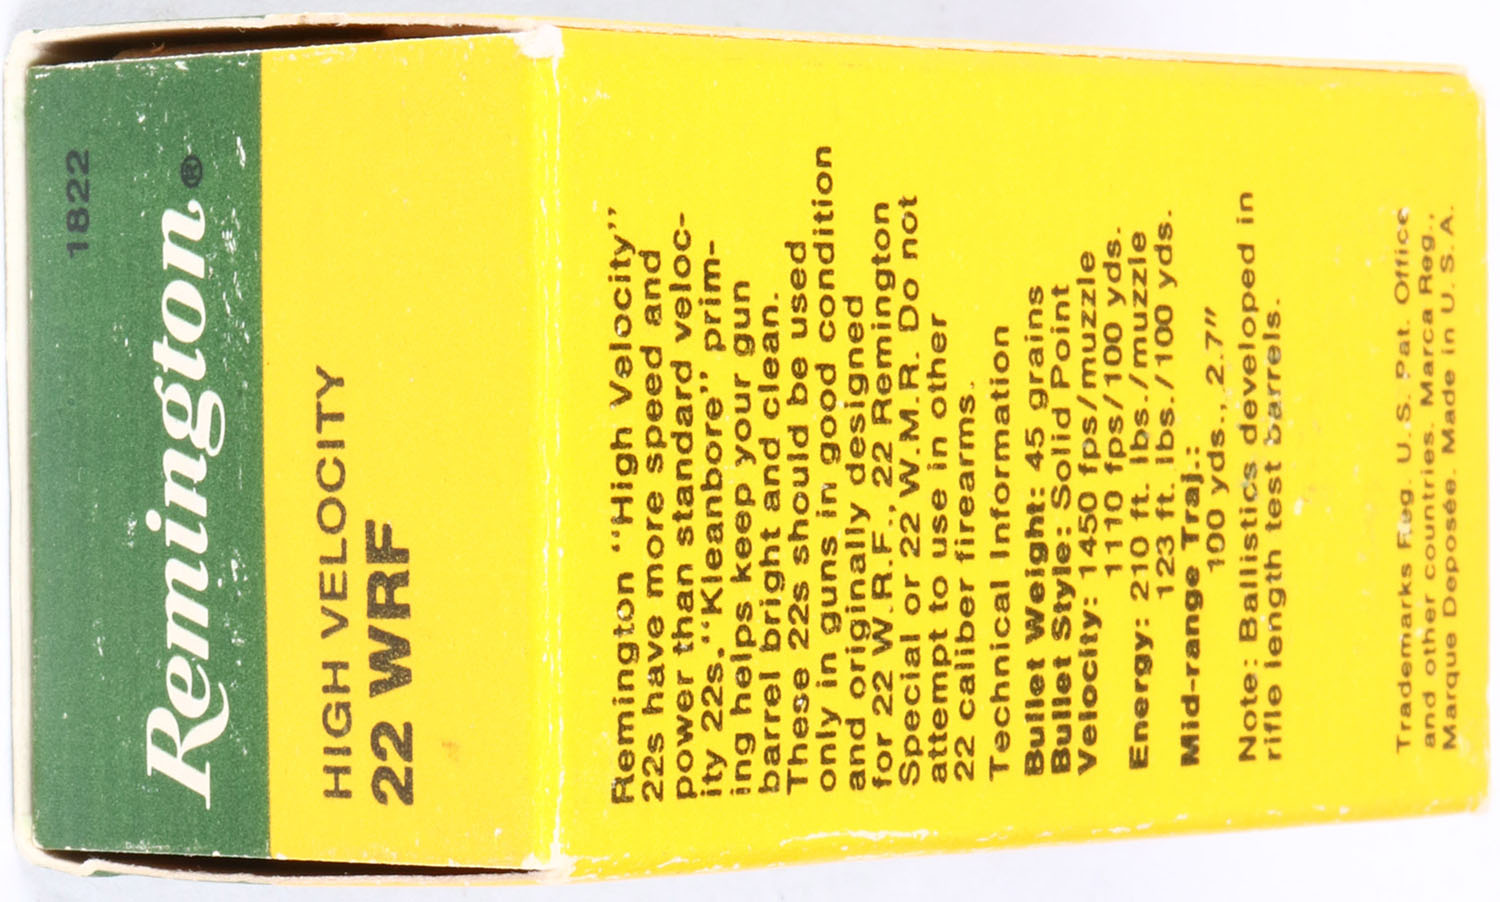 1822
Remington®
HIGH VELOCITY
22 WRF
Remington "High Velocity"
22s have more speed and
power than standard veloc-
ity 22s. "Kleanbore" prim-
ing helps keep your gun
barrel bright and clean.
These 22s should be used
only in guns in good condition
and originally designed
for 22 W.R.F., 22 Remington
Special or 22 W.M.R. Do not
attempt to use in other
22 caliber firearms.
Technical Information
Bullet Weight: 45 grains
Bullet Style: Solid Point
Velocity: 1450 fps/muzzle
1110 fps/100 yds.
Energy: 210 ft. lbs./muzzle
123 ft. lbs./100 yds.
Mid-range Traj.:
100 yds., 2.7"
Note: Ballistics developed in
rifle length test barrels.
Trademarks Reg. U.S. Pat. Office
and other countries. Marca Reg.,
Marque Deposée. Made in U.S.A.